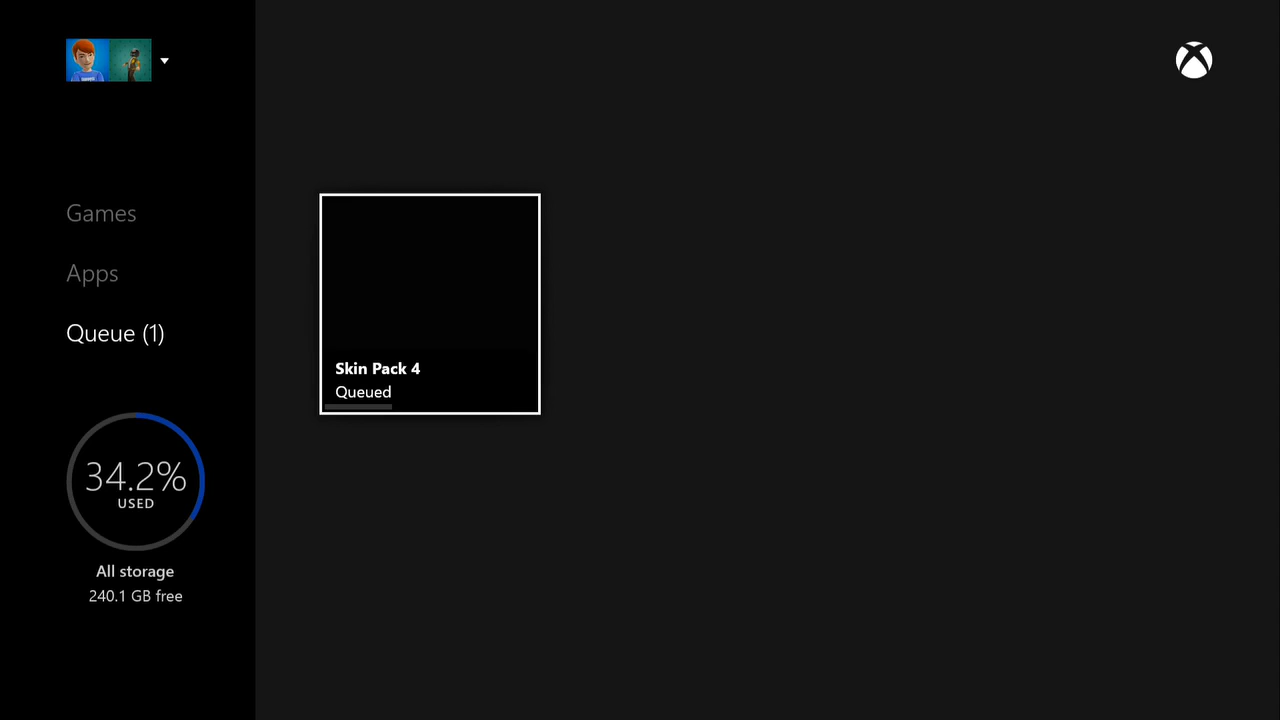 Games
Apps
Queue (1)
34.2%
USED
All storage
240.1 GB free
Skin Pack 4
Queued